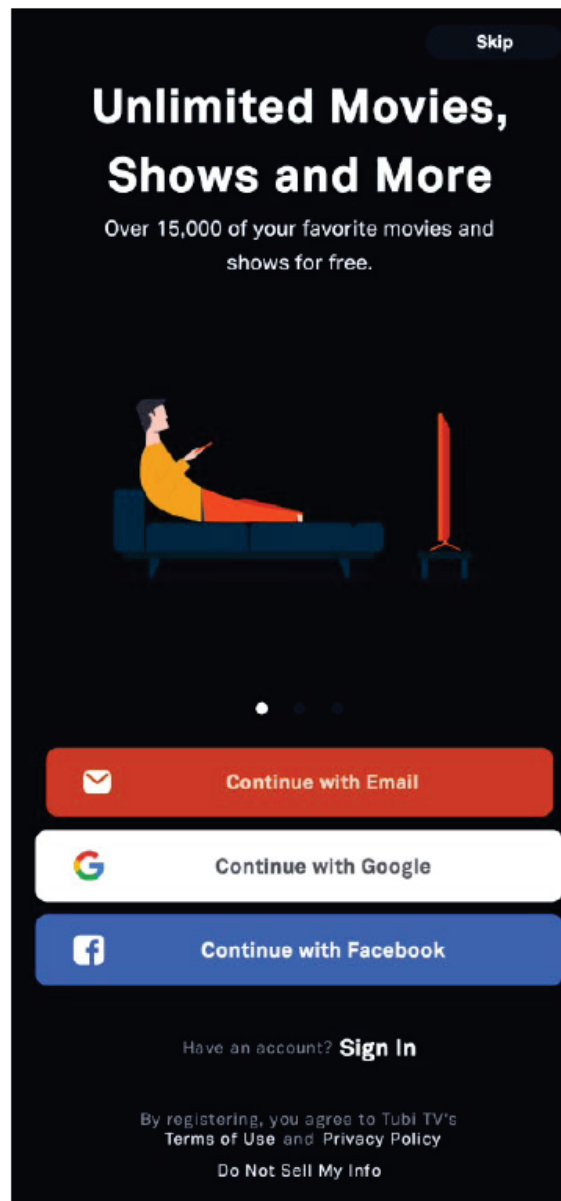 Skip
Unlimited Movies,
Shows and More
Over 15,000 of your favorite movies and
shows for free.
Continue with Email
Continue with Google
Continue with Facebook
Have an account? Sign In
By registering, you agree to Tubi TV's
Terms of Use and Privacy Policy
Do Not Sell My Info